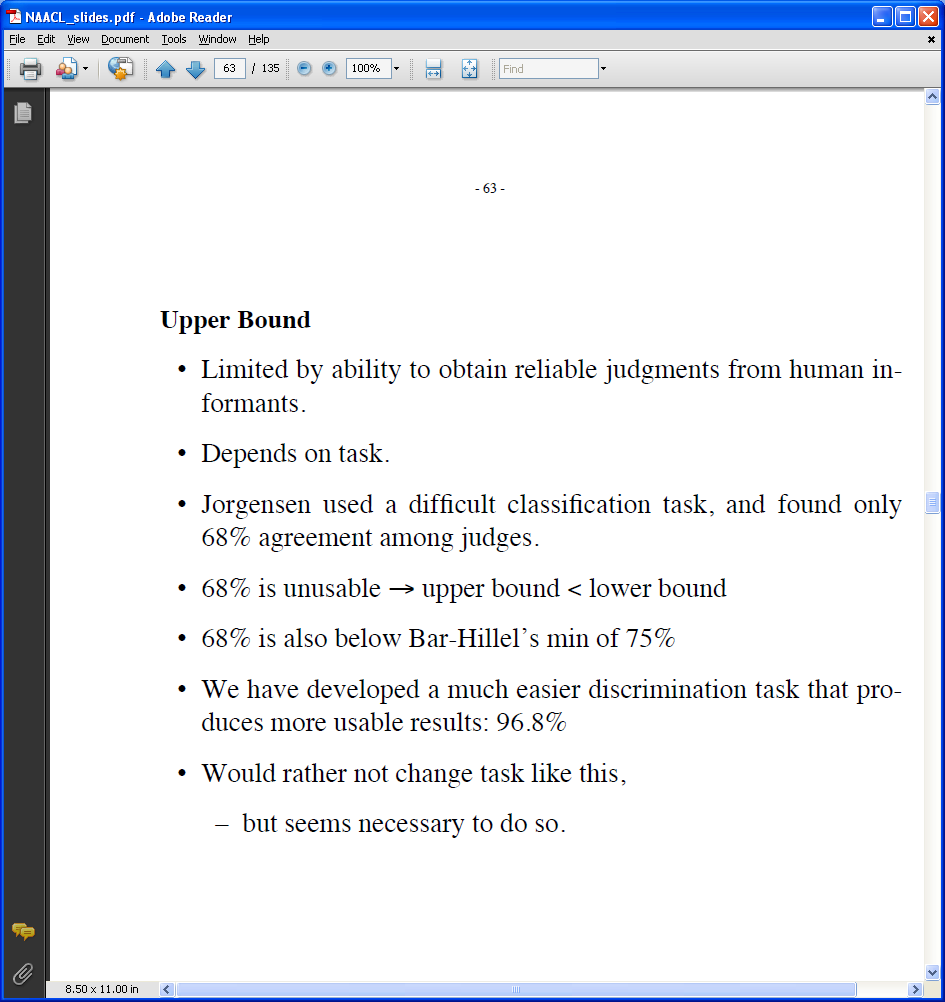 NAACL_slides.pdf - Adobe Reader
File Edit View Document Tools Window Help
63 / 135 100% Find
- 63 -
Upper Bound
• Limited by ability to obtain reliable judgments from human in-
formants.
• Depends on task.
• Jorgensen used a difficult classification task, and found only
68% agreement among judges.
• 68% is unusable → upper bound < lower bound
• 68% is also below Bar-Hillel's min of 75%
• We have developed a much easier discrimination task that pro-
duces more usable results: 96.8%
• Would rather not change task like this,
– but seems necessary to do so.
8.50 x 11.00 in